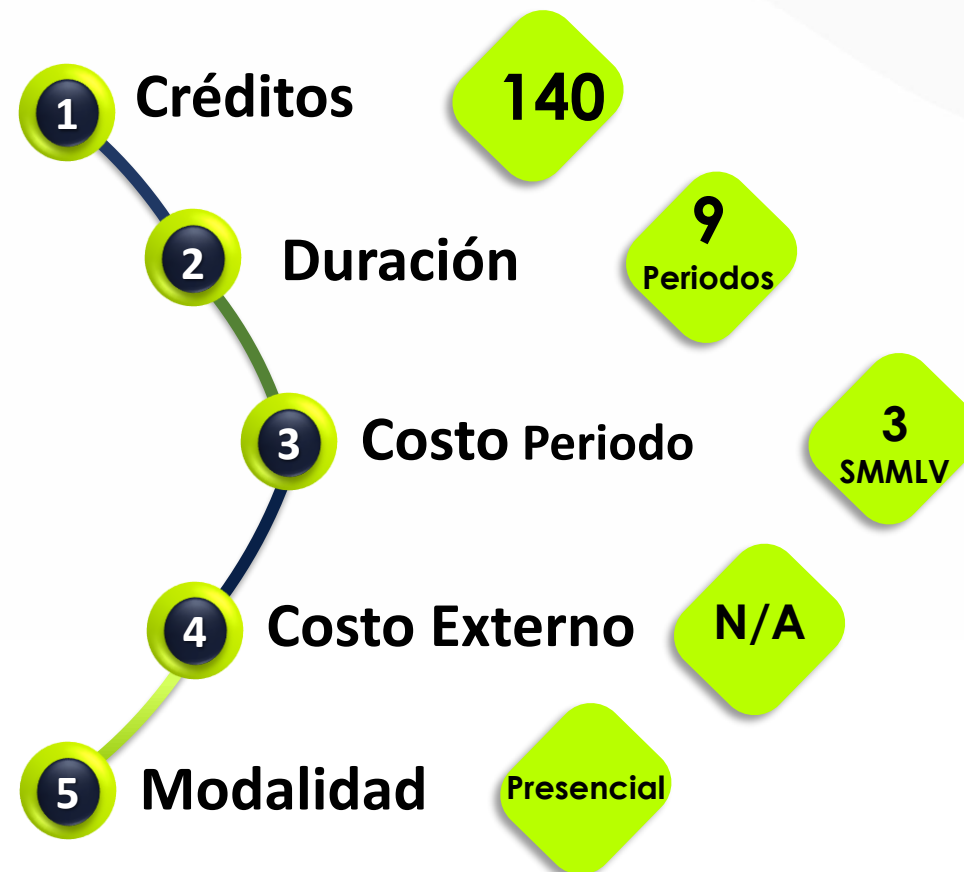 1 Créditos 140
2 Duración 9
Periodos
3 Costo Periodo 3
SMMLV
4 Costo Externo N/A
5 Modalidad Presencial